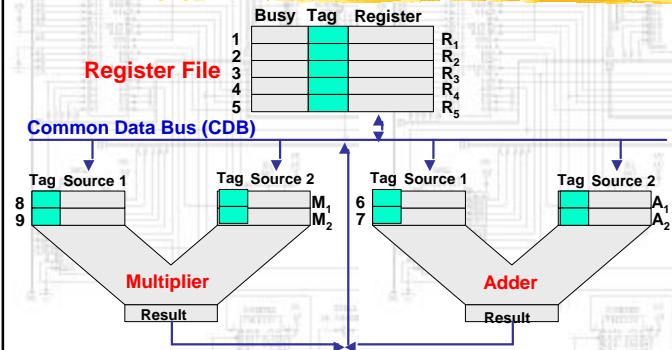 Busy Tag Register
1 R1
2 R2
Register File 3 R3
4 R4
5 R5
Common Data Bus (CDB)
Tag Source 1 Tag Source 2 Tag Source 1 Tag Source 2
8 M1 6 A1
9 M2 7 A2
Multiplier Adder
Result Result